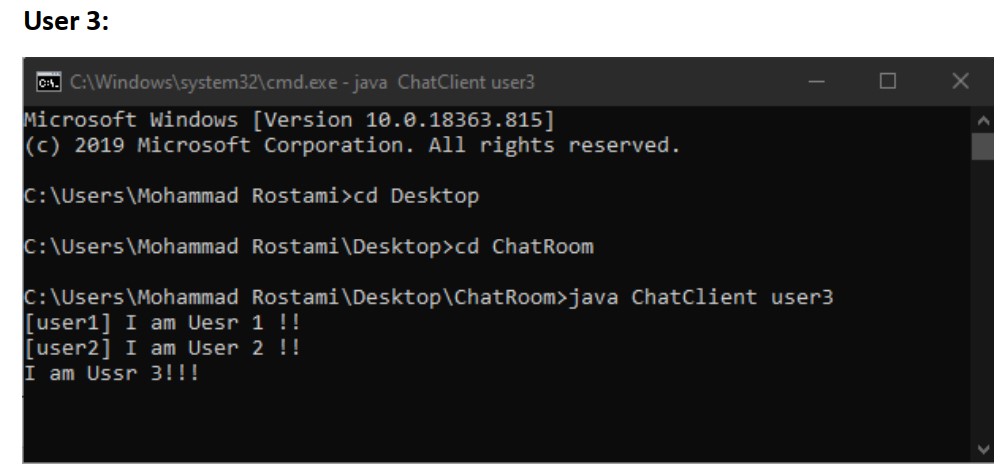 User 3:
C:\Windows\system32\cmd.exe - java  ChatClient user3
Microsoft Windows [Version 10.0.18363.815]
(c) 2019 Microsoft Corporation. All rights reserved.
C:\Users\Mohammad Rostami>cd Desktop
C:\Users\Mohammad Rostami\Desktop>cd ChatRoom
C:\Users\Mohammad Rostami\Desktop\ChatRoom>java ChatClient user3
[user1] I am Uesr 1 !!
[user2] I am User 2 !!
I am Ussr 3!!!